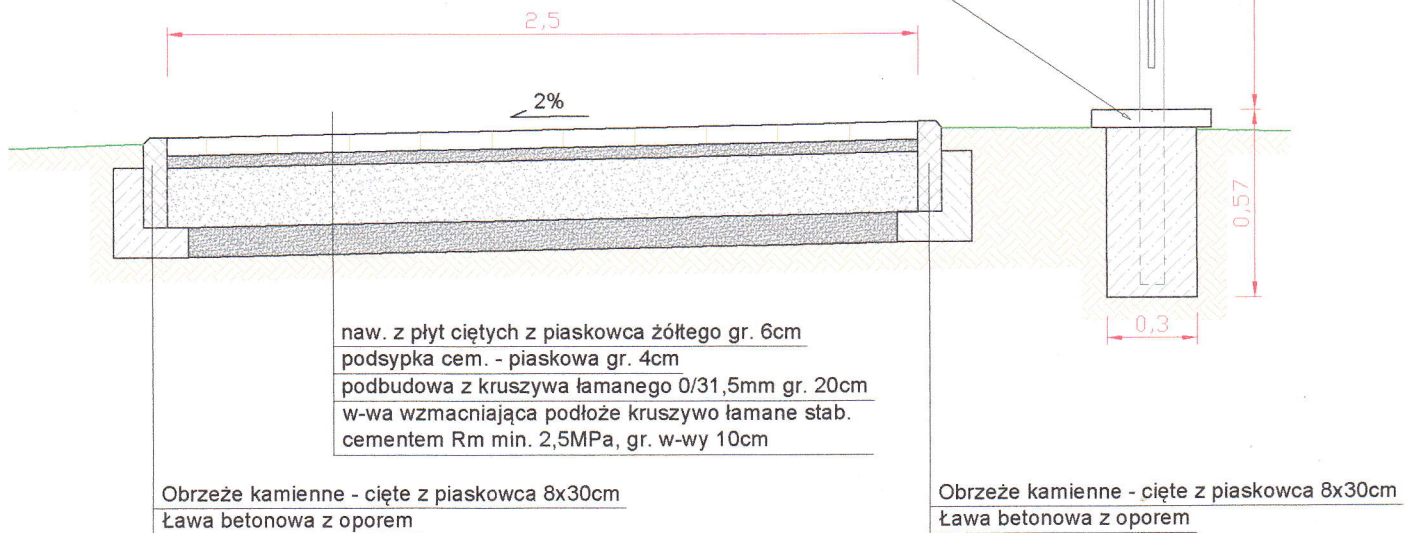 2,5
2%
0,57
0,3
naw. z płyt ciętych z piaskowca żółtego gr. 6cm
podsypka cem. - piaskowa gr. 4cm
podbudowa z kruszywa łamanego 0/31,5mm gr. 20cm
w-wa wzmacniająca podłoże kruszywo łamane stab.
cementem Rm min. 2,5MPa, gr. w-wy 10cm
Obrzeże kamienne - cięte z piaskowca 8x30cm
Ława betonowa z oporem
Obrzeże kamienne - cięte z piaskowca 8x30cm
Ława betonowa z oporem